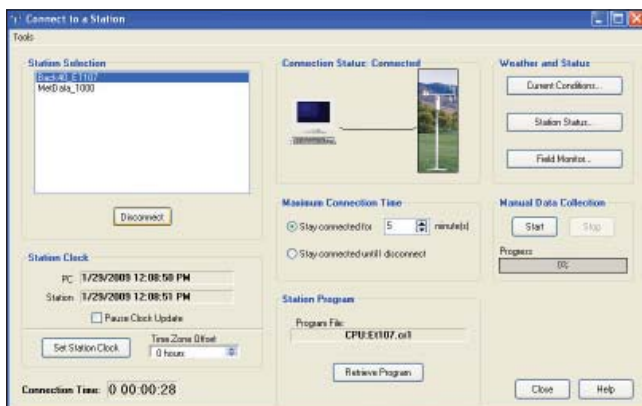 Connect to a Station
Tools
Station Selection
Back40_ET107
MetData_1000
Disconnect
Station Clock
PC 1/29/2009 12:08:50 PM
Station 1/29/2009 12:08:51 PM
Pause Clock Update
Set Station Clock
Time Zone Offset
0 hours
Connection Time: 0 00:00:28
Connection Status: Connected
Maximum Connection Time
Stay connected for 5 minute(s)
Stay connected until I disconnect
Station Program
Program File:
CPU:Et107.cr1
Retrieve Program
Weather and Status
Current Conditions...
Station Status...
Field Monitor...
Manual Data Collection
Start Stop
Progress
0%
Close Help